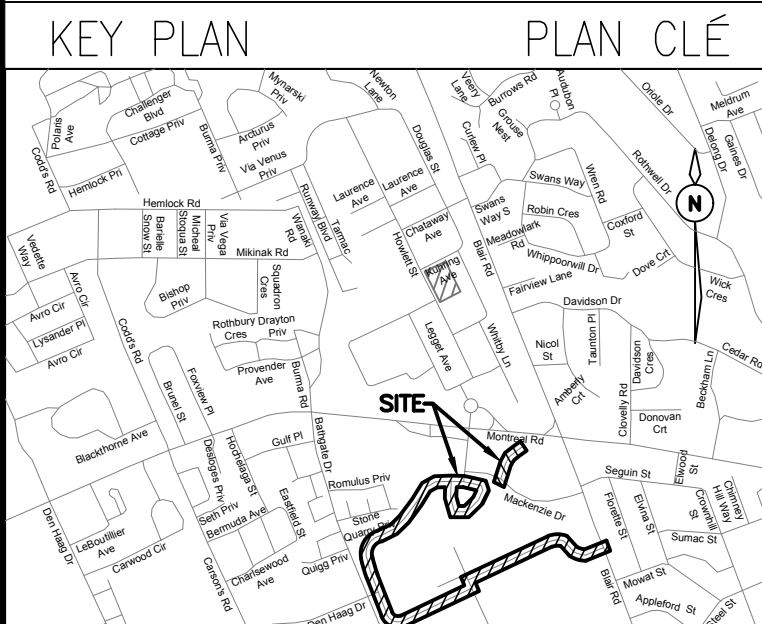 KEY PLAN
PLAN CLÉ
Polaris Ave
Challenger Blvd
Cottage Priv
Codd's Rd
Hemlock Pri
Burma Priv
Mynarski Priv
Arcturus Priv
Via Venus Priv
Newton Lane
Douglas St
Veery Lane
Burrows Rd
Grouse Nest
Audubon Pl
Curlew Pl
Oriole Dr
Meldrum Ave
Delong Dr
Gaines Dr
Rothwell Dr
N
Hemlock Rd
Laurence Ave
Laurence Ave
Runway Blvd
Tarmac
Wanaki Rd
Swans Way
Wren Rd
Swans Way S
Robin Cres
Coxford St
Meadowlark Rd
Whippoorwill Dr
Dove Crt
Fairview Lane
Wick Cres
Vedette Way
Barielle Snow St
Stoqua St
Micheal Priv
Via Vega
Mikinak Rd
Chataway Ave
Howlett St
Blair Rd
Avro Cir
Avro Cir
Lysander Pl
Avro Cir
Bishop Priv
Squadron Cres
Davidson Dr
Codd's Rd
Rothbury Cres
Drayton Priv
Provender Ave
Burma Rd
Legget Ave
Whitby Ln
Nicol St
Taunton Pl
Davidson Cres
Amberly Crt
Clovelly Rd
Donovan Crt
Beckham Ln
Cedar Rd
Brunel St
Foxview Pl
SITE
Montreal Rd
Blackthorne Ave
Desloges Priv
Hochelaga St
Gulf Pl
Bathgate Dr
Romulus Priv
Seguin St
Elwood St
Mackenzie Dr
Seth Priv
Bermuda Ave
Eastfield St
Stone Quarry Priv
Florette St
Elvina St
Crownhill St
Chimney Hill Way
Sumac St
Den Haag Dr
LeBoutillier Ave
Carwood Cir
Carson's Rd
Charlsewood Ave
Quigg Priv
Den Haag Dr
Blair Rd
Mowat St
Appleford St